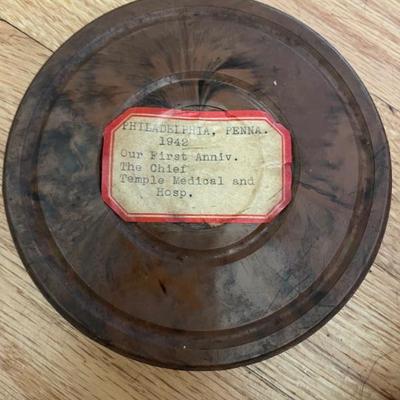 PHILADELPHIA, PENNA.
1942
Our First Anniv.
The Chief
Temple Medical and
Hosp.